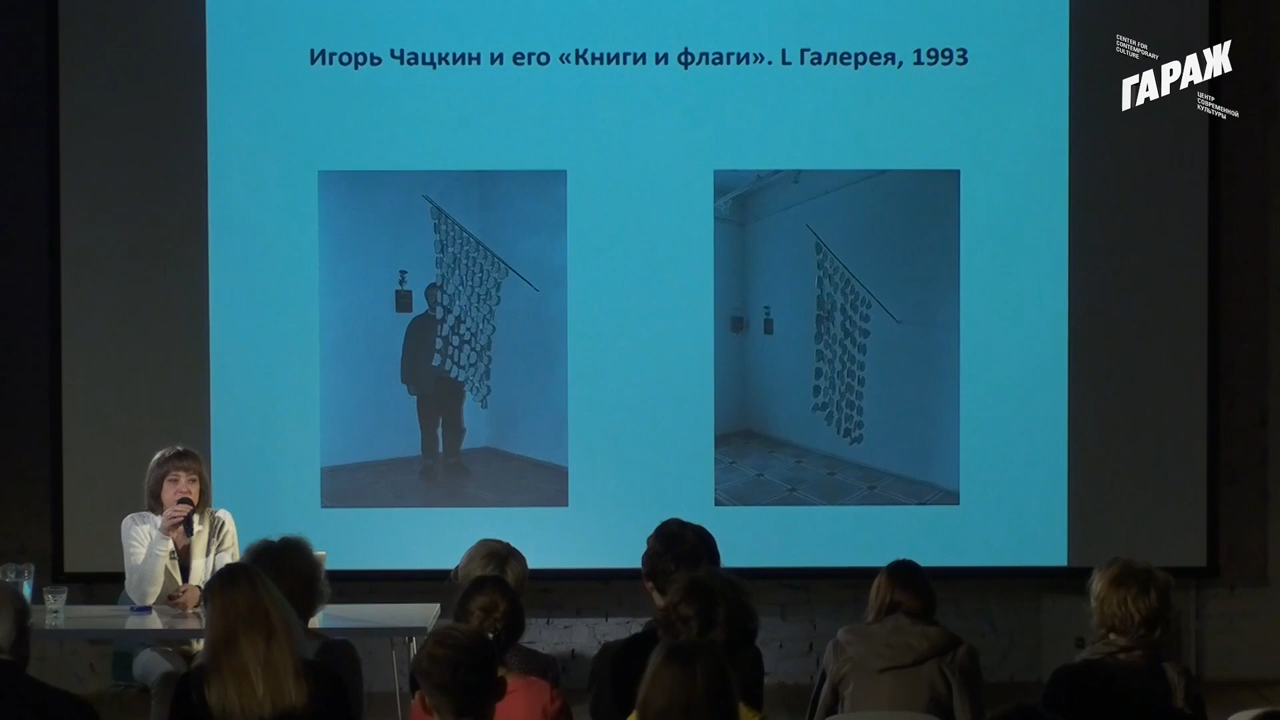 Игорь Чацкин и его «Книги и флаги». L Галерея, 1993
CENTER FOR
CONTEMPORARY
CULTURE
ГАРАЖ
ЦЕНТР
СОВРЕМЕННОЙ
КУЛЬТУРЫ